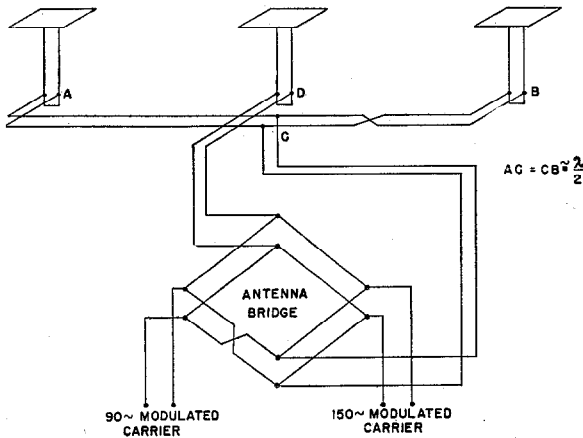 A
D
B
C
AC = CB ≅ λ/2
ANTENNA
BRIDGE
90~ MODULATED
CARRIER
150~ MODULATED
CARRIER